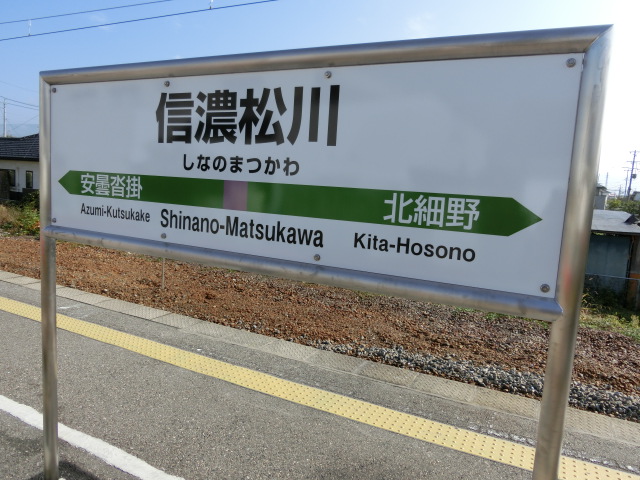 信濃松川
しなのまつかわ
安曇沓掛 北細野
Azumi-Kutsukake Shinano-Matsukawa Kita-Hosono